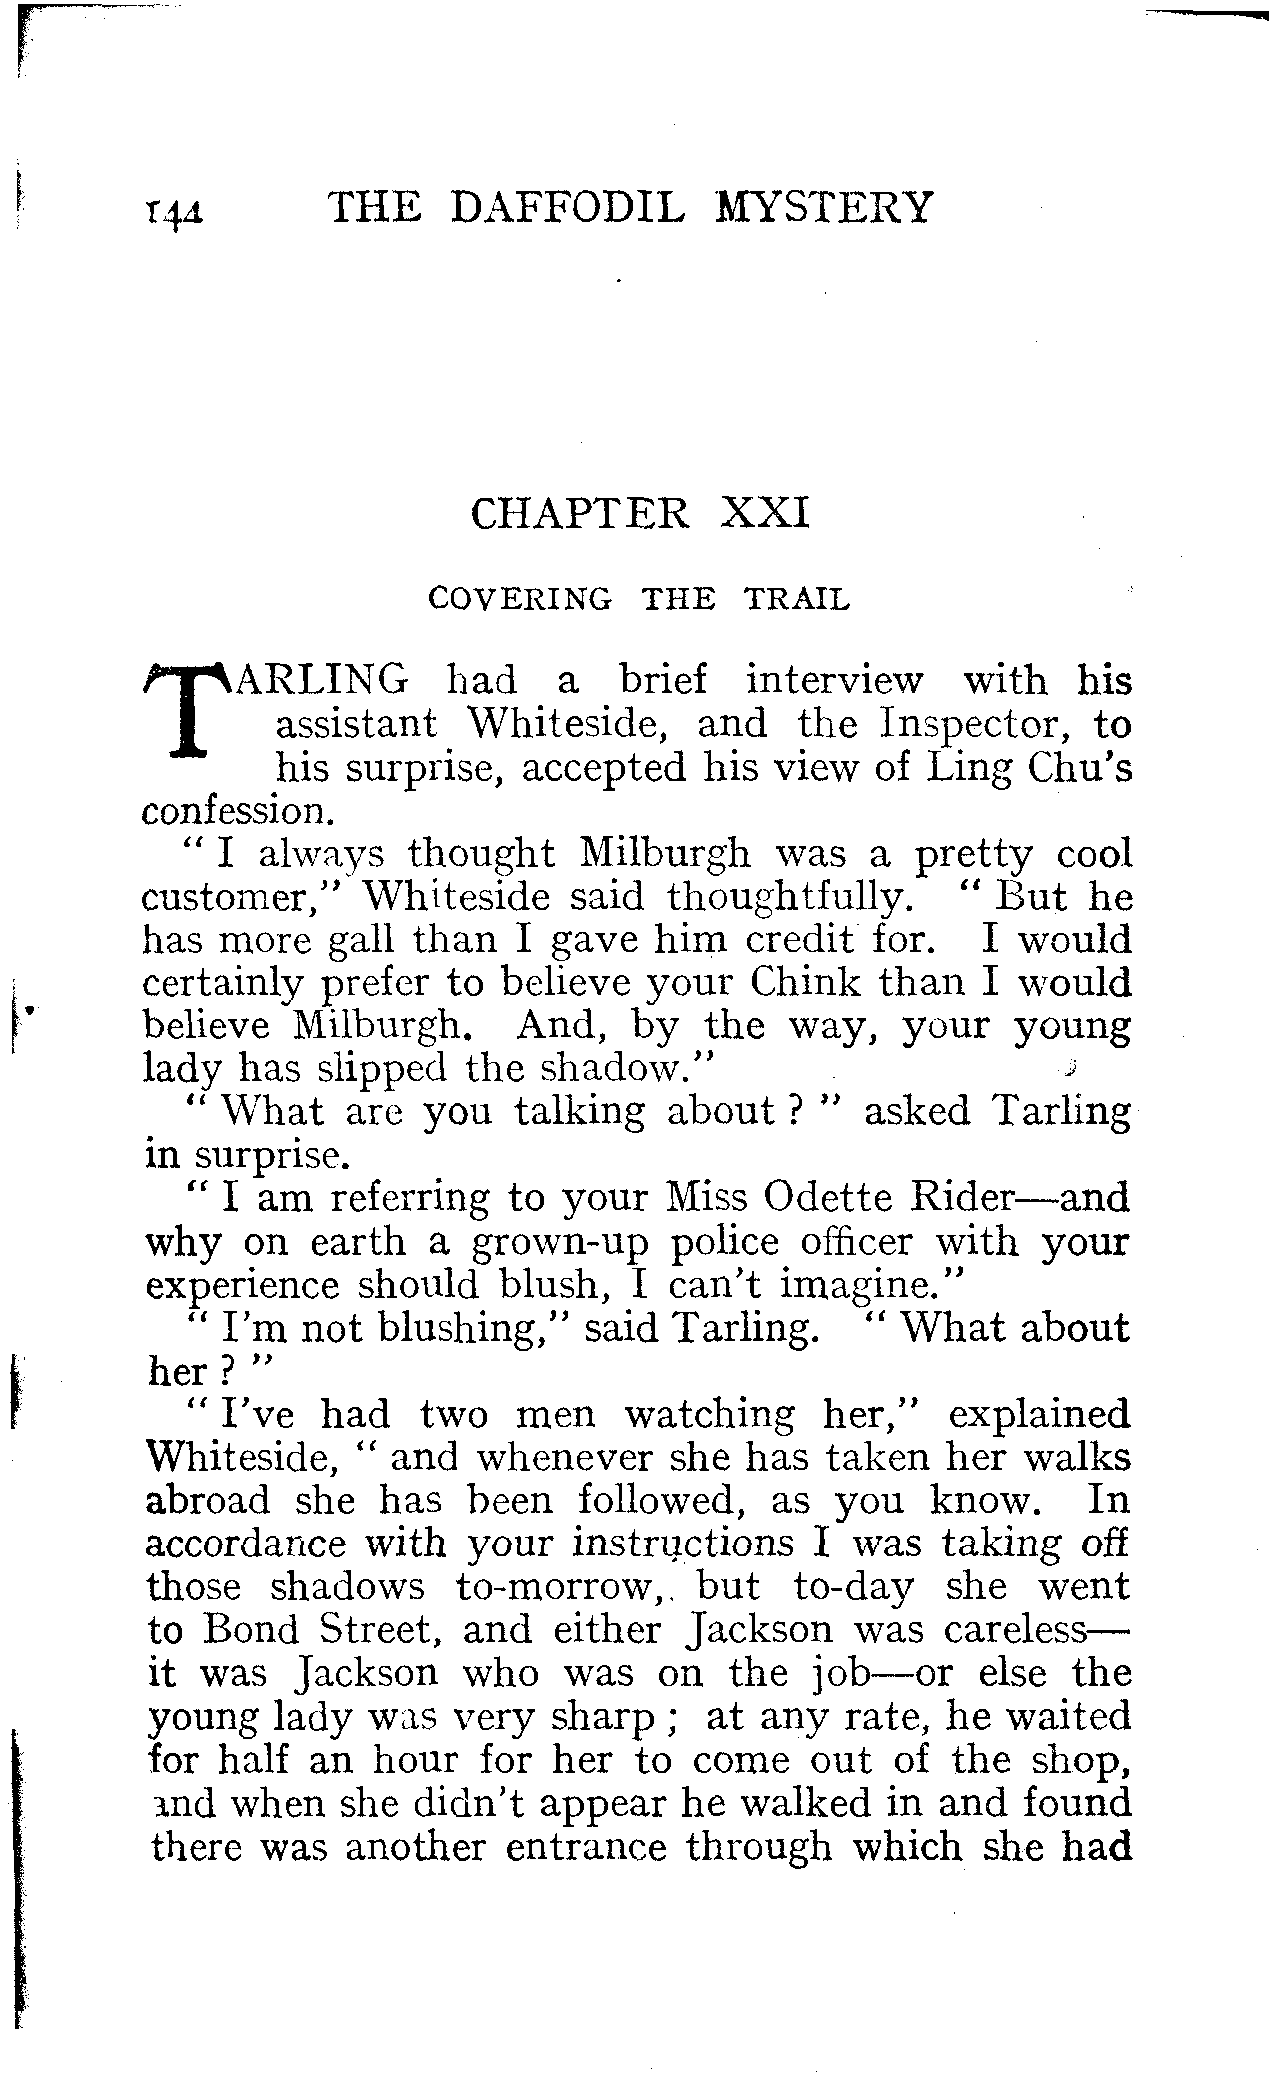 144 THE DAFFODIL MYSTERY
CHAPTER XXI
COVERING THE TRAIL
TARLING had a brief interview with his
assistant Whiteside, and the Inspector, to
his surprise, accepted his view of Ling Chu's
confession.
" I always thought Milburgh was a pretty cool
customer," Whiteside said thoughtfully. " But he
has more gall than I gave him credit for. I would
certainly prefer to believe your Chink than I would
believe Milburgh. And, by the way, your young
lady has slipped the shadow."
" What are you talking about ? " asked Tarling
in surprise.
" I am referring to your Miss Odette Rider—and
why on earth a grown-up police officer with your
experience should blush, I can't imagine."
" I'm not blushing," said Tarling. " What about
her ? "
" I've had two men watching her," explained
Whiteside, " and whenever she has taken her walks
abroad she has been followed, as you know. In
accordance with your instructions I was taking off
those shadows to-morrow, but to-day she went
to Bond Street, and either Jackson was careless—
it was Jackson who was on the job—or else the
young lady was very sharp ; at any rate, he waited
for half an hour for her to come out of the shop,
and when she didn't appear he walked in and found
there was another entrance through which she had